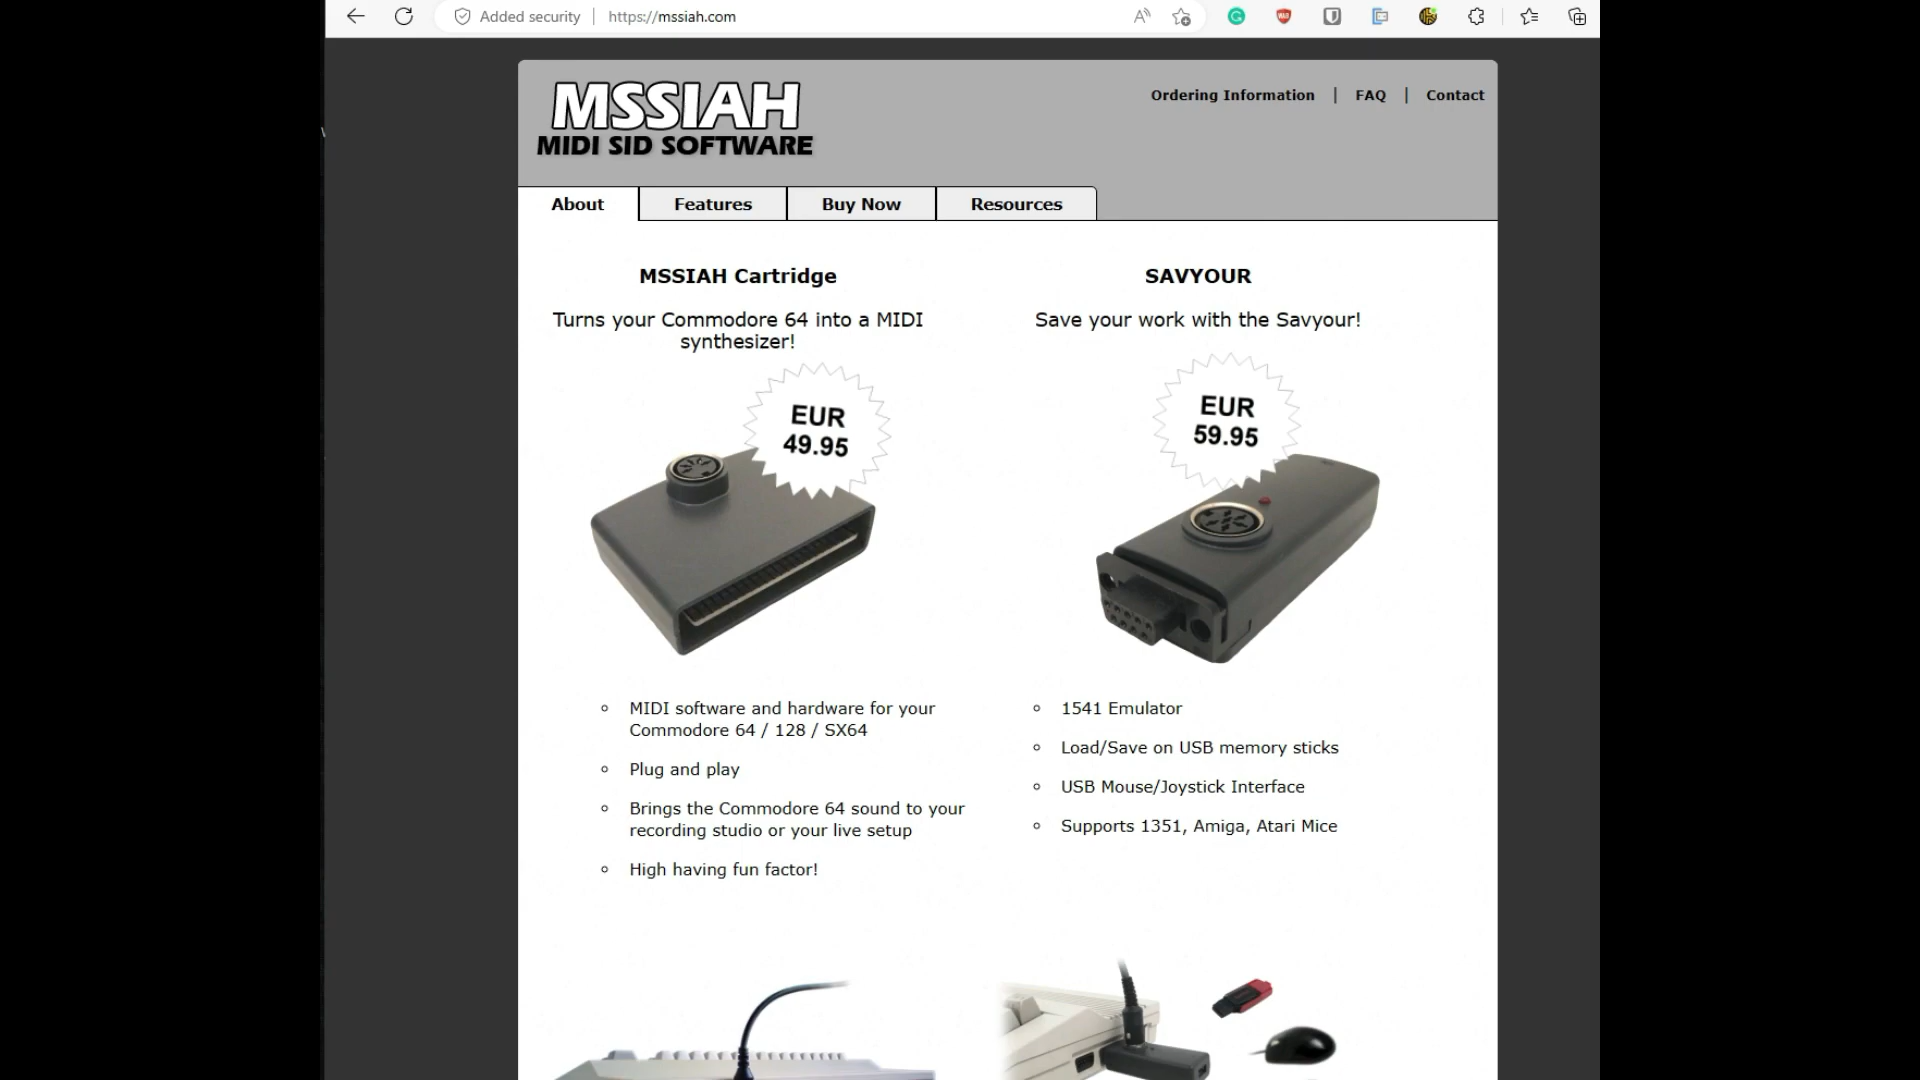 Added security
https://mssiah.com
MSSIAH
MIDI SID SOFTWARE
Ordering Information | FAQ | Contact
About
Features
Buy Now
Resources
MSSIAH Cartridge
Turns your Commodore 64 into a MIDI
synthesizer!
EUR
49.95
MIDI software and hardware for your
Commodore 64 / 128 / SX64
Plug and play
Brings the Commodore 64 sound to your
recording studio or your live setup
High having fun factor!
SAVYOUR
Save your work with the Savyour!
EUR
59.95
1541 Emulator
Load/Save on USB memory sticks
USB Mouse/Joystick Interface
Supports 1351, Amiga, Atari Mice